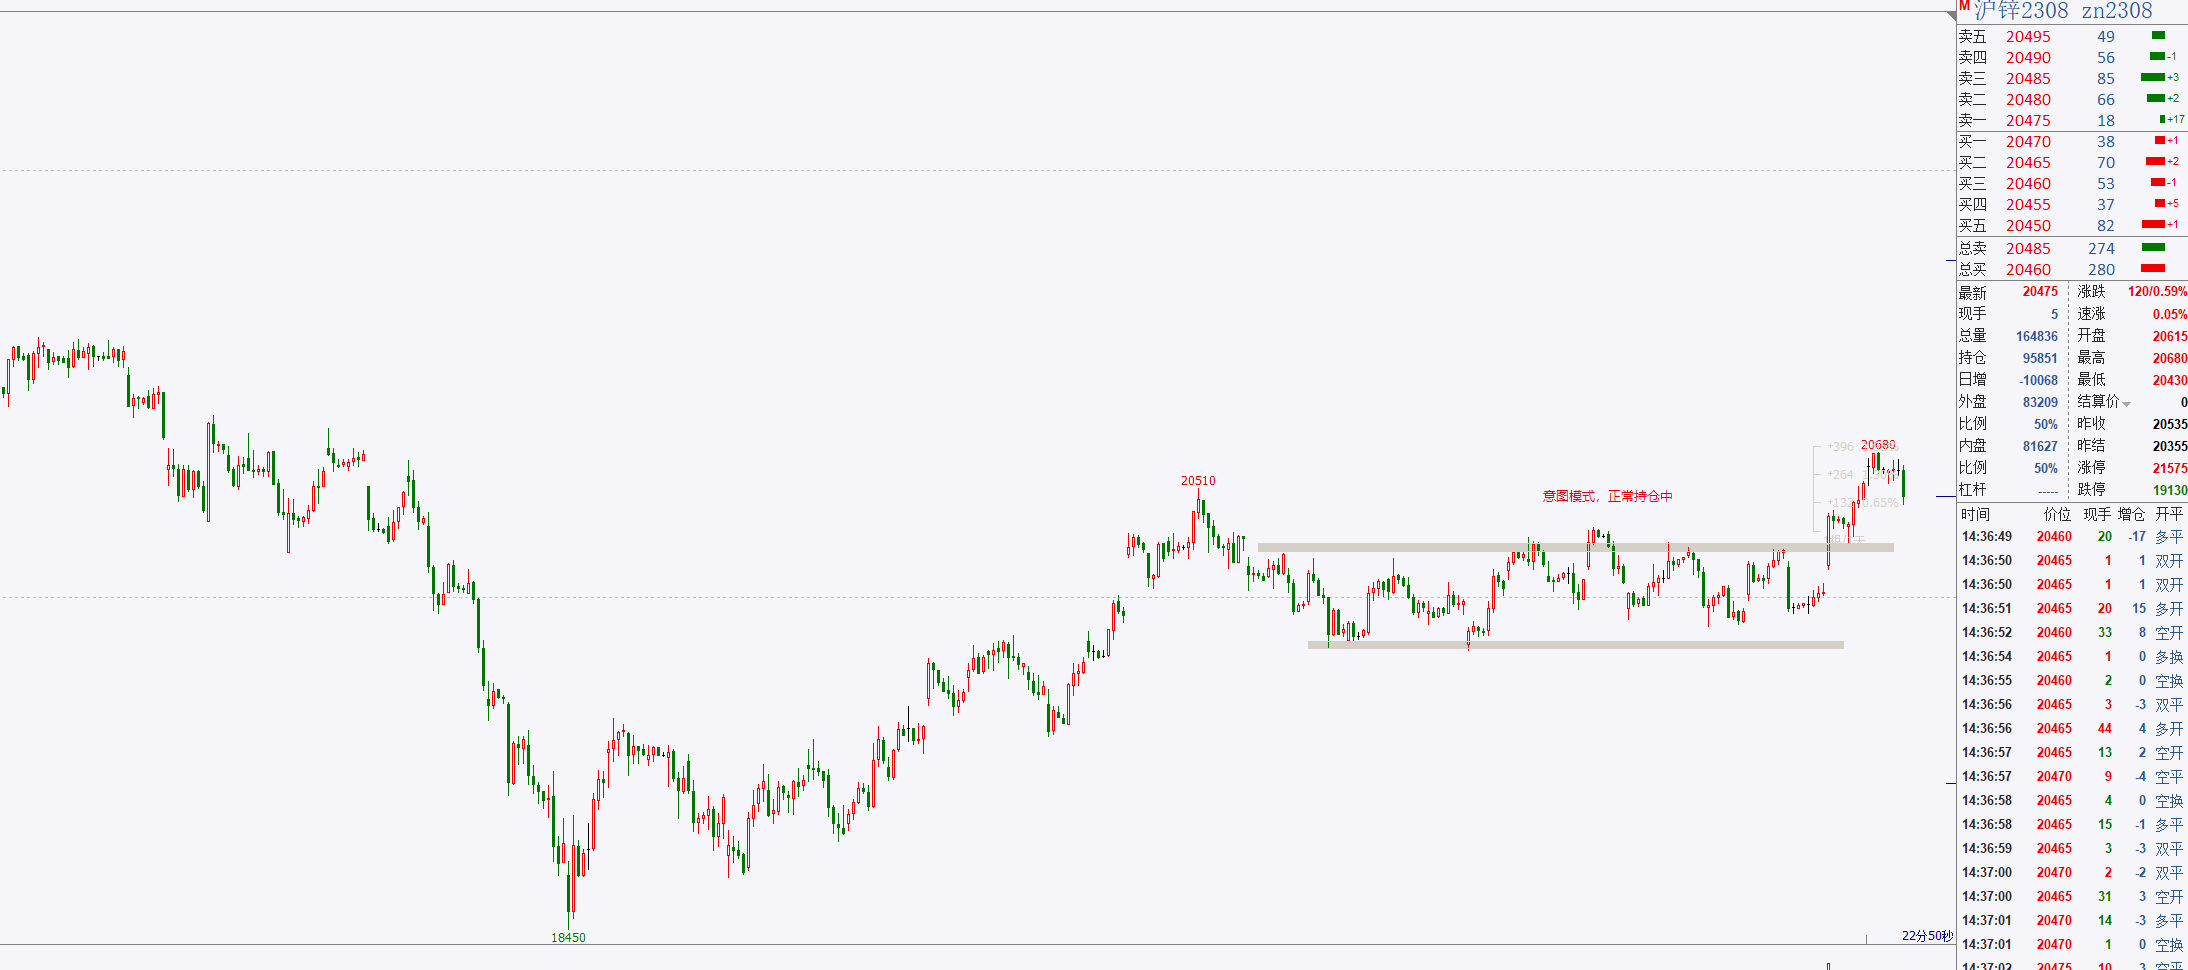 M 沪锌2308 zn2308
卖五 20495 49
卖四 20490 56 -1
卖三 20485 85 +3
卖二 20480 66 +2
卖一 20475 18 +17
买一 20470 38 +1
买二 20465 70 +2
买三 20460 53 -1
买四 20455 37 +5
买五 20450 82 +1
总卖 20485 274
总买 20460 280
最新 20475 涨跌 120/0.59%
现手 5 速涨 0.05%
总量 164836 开盘 20615
持仓 95851 最高 20680
日增 -10068 最低 20430
外盘 83209 结算价 0
比例 50% 昨收 20535
内盘 81627 昨结 20355
比例 50% 涨停 21575
杠杆 ----- 跌停 19130
时间 价位 现手 增仓 开平
14:36:49 20460 20 -17 多平
14:36:50 20465 1 1 双开
14:36:50 20465 1 1 双开
14:36:51 20465 20 15 多开
14:36:52 20460 33 8 空开
14:36:54 20465 1 0 多换
14:36:55 20460 2 0 空换
14:36:56 20465 3 -3 双平
14:36:56 20465 44 4 多开
14:36:57 20465 13 2 空开
14:36:57 20470 9 -4 空平
14:36:58 20465 4 0 空换
14:36:58 20465 15 -1 多平
14:36:59 20465 3 -3 双平
14:37:00 20470 2 -2 双平
14:37:00 20465 31 3 空开
14:37:01 20470 14 -3 多平
14:37:01 20470 1 0 空换
14:37:02 20475 10
20680
+396
+264
+132 0.65%
20510
意图模式，正常持仓中
18450
22分50秒